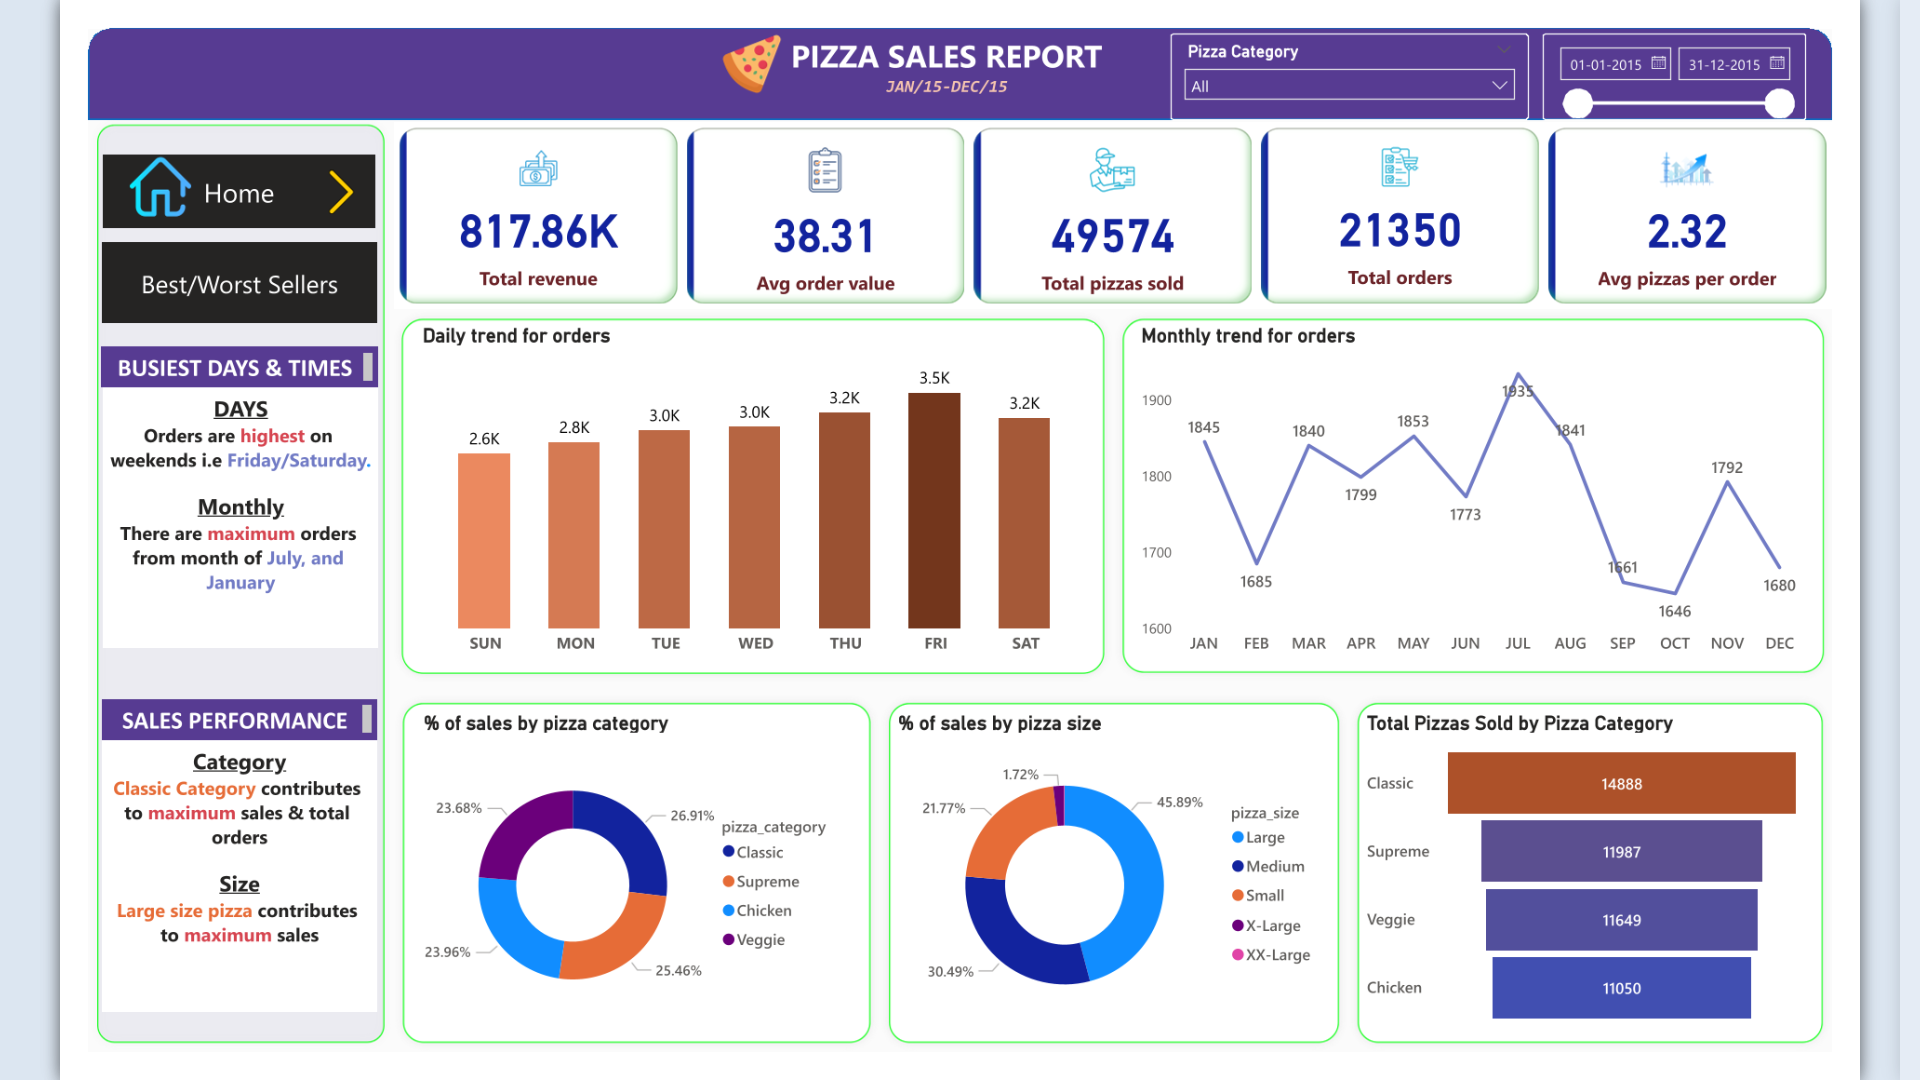 PIZZA SALES REPORT
JAN/15-DEC/15
Pizza Category
All
01-01-2015
31-12-2015
Home
Best/Worst Sellers
BUSIEST DAYS & TIMES
DAYS
Orders are highest on
weekends i.e Friday/Saturday.
Monthly
There are maximum orders
from month of July, and
January
SALES PERFORMANCE
Category
Classic Category contributes
to maximum sales & total
orders
Size
Large size pizza contributes
to maximum sales
817.86K
Total revenue
38.31
Avg order value
49574
Total pizzas sold
21350
Total orders
2.32
Avg pizzas per order
Daily trend for orders
2.6K
2.8K
3.0K
3.0K
3.2K
3.5K
3.2K
SUN
MON
TUE
WED
THU
FRI
SAT
Monthly trend for orders
1900
1800
1700
1600
1845
1685
1840
1799
1853
1773
1935
1841
1661
1646
1792
1680
JAN
FEB
MAR
APR
MAY
JUN
JUL
AUG
SEP
OCT
NOV
DEC
% of sales by pizza category
23.68%
26.91%
23.96%
25.46%
pizza_category
Classic
Supreme
Chicken
Veggie
% of sales by pizza size
1.72%
21.77%
45.89%
30.49%
pizza_size
Large
Medium
Small
X-Large
XX-Large
Total Pizzas Sold by Pizza Category
Classic
14888
Supreme
11987
Veggie
11649
Chicken
11050